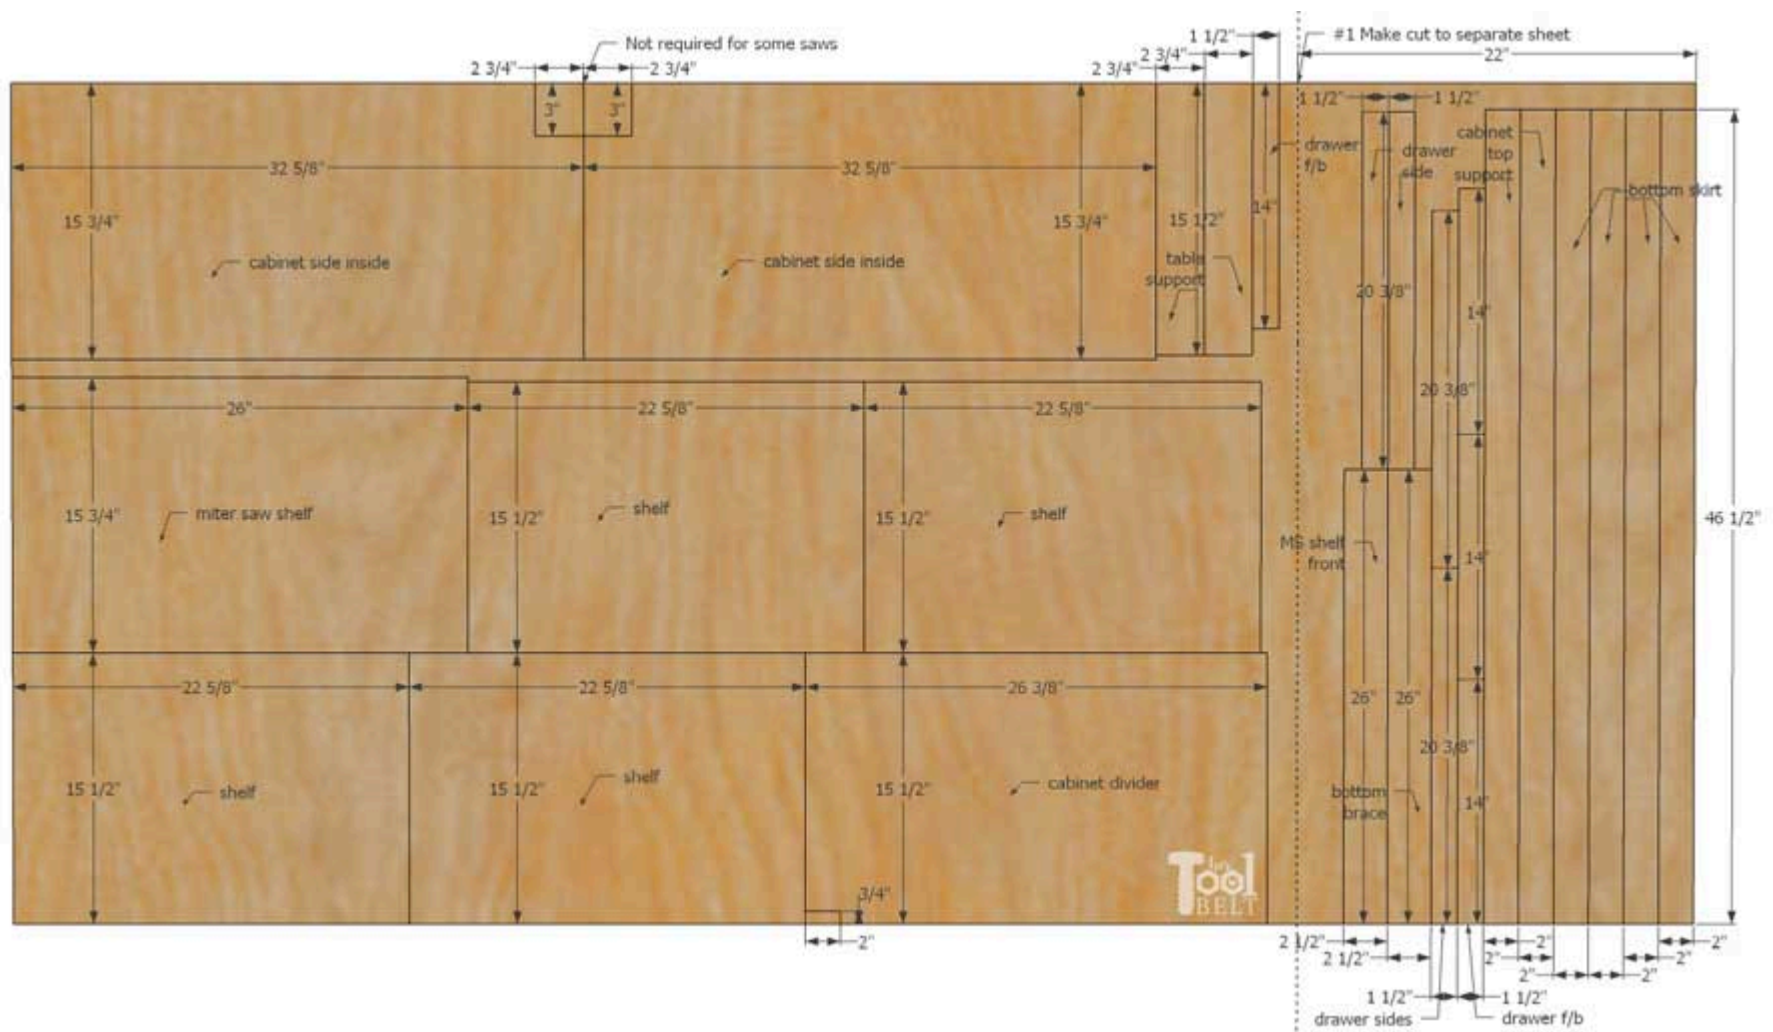 Not required for some saws
1 1/2"
#1 Make cut to separate sheet
2 3/4"
2 3/4"
2 3/4"
2 3/4"
22"
3"
3"
1 1/2"
1 1/2"
32 5/8"
32 5/8"
drawer
f/b
drawer
side
cabinet
top
support
bottom skirt
15 3/4"
15 3/4"
15 1/2"
14"
cabinet side inside
cabinet side inside
table
support
20 3/8"
14"
26"
22 5/8"
22 5/8"
20 3/8"
15 3/4"
miter saw shelf
15 1/2"
shelf
15 1/2"
shelf
MS shelf
front
14"
46 1/2"
22 5/8"
22 5/8"
26 3/8"
26"
26"
20 3/8"
15 1/2"
shelf
15 1/2"
shelf
15 1/2"
cabinet divider
bottom
brace
14"
3/4"
the
Tool
BELT
2"
2 1/2"
2 1/2"
2"
2"
2"
2"
2"
2"
1 1/2"
1 1/2"
drawer sides
drawer f/b